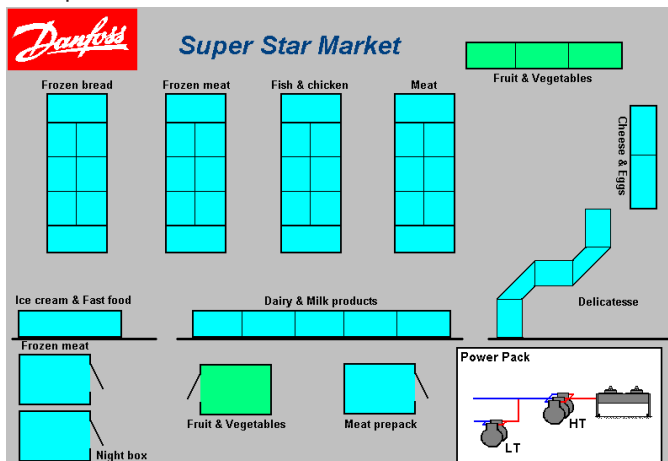 Danfoss
Super Star Market
Fruit & Vegetables
Frozen bread
Frozen meat
Fish & chicken
Meat
Cheese & Eggs
Ice cream & Fast food
Dairy & Milk products
Delicatesse
Frozen meat
Power Pack
Fruit & Vegetables
Meat prepack
HT
LT
Night box